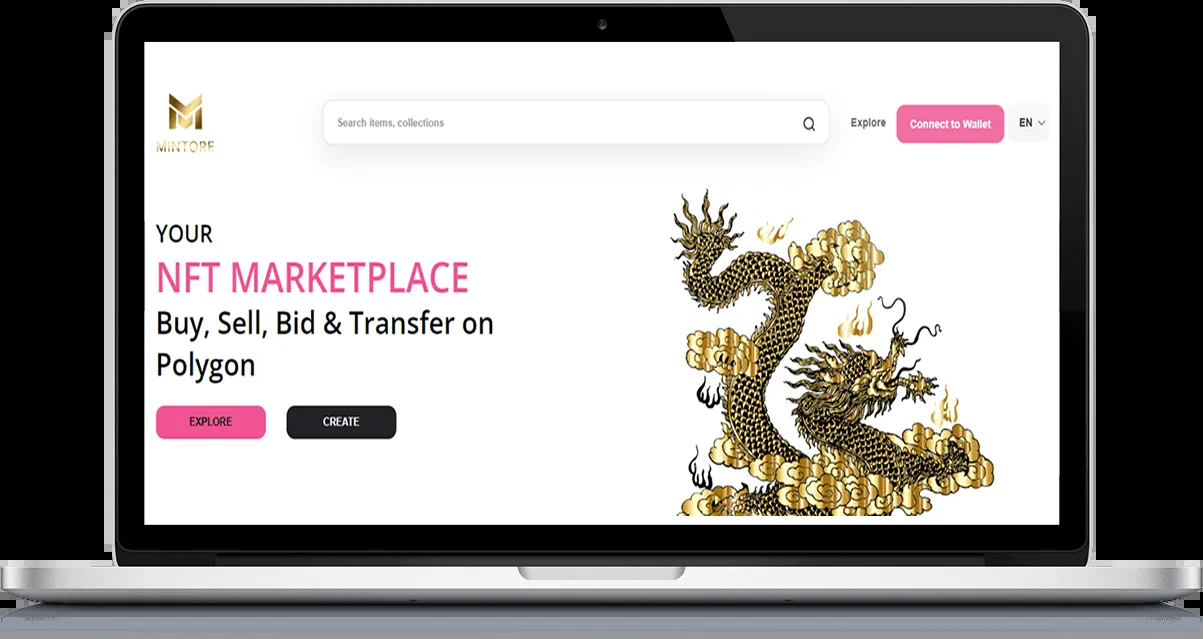 MINTORE
Search items, collections
Explore
Connect to Wallet
EN
YOUR
NFT MARKETPLACE
Buy, Sell, Bid & Transfer on
Polygon
EXPLORE
CREATE